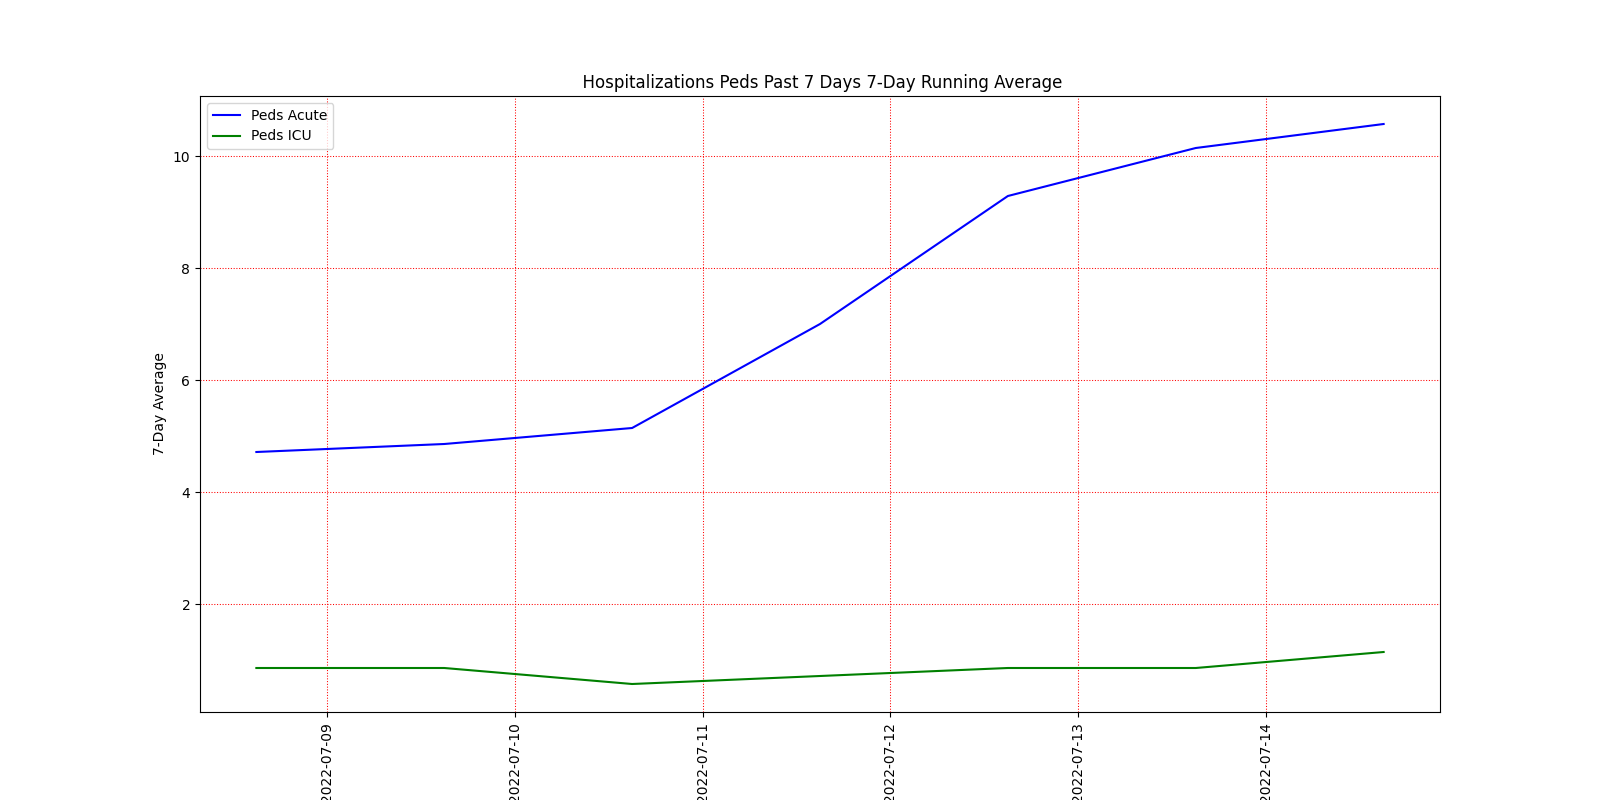 Hospitalizations Peds Past 7 Days 7-Day Running Average
Peds Acute
Peds ICU
10
8
6
4
2
7-Day Average
2022-07-09
2022-07-10
2022-07-11
2022-07-12
2022-07-13
2022-07-14